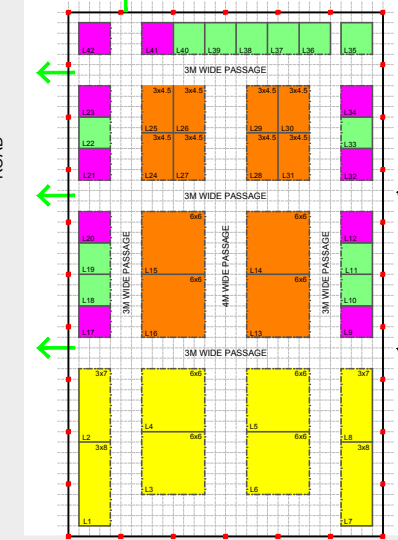 L42
L41 L40 L39 L38 L37 L36
L35
3M WIDE PASSAGE
L23
L22
L21
3x4.5 3x4.5
L25 L26
3x4.5 3x4.5
L24 L27
3x4.5 3x4.5
L29 L30
3x4.5 3x4.5
L28 L31
L34
L33
L32
3M WIDE PASSAGE
L20
L19
L18
L17
3M WIDE PASSAGE
6x6
L15
6x6
L16
4M WIDE PASSAGE
6x6
L14
6x6
L13
3M WIDE PASSAGE
L12
L11
L10
L9
3M WIDE PASSAGE
3x7
L2
3x8
L1
6x6
L4
6x6
L3
6x6
L5
6x6
L6
3x7
L8
3x8
L7
ROAD